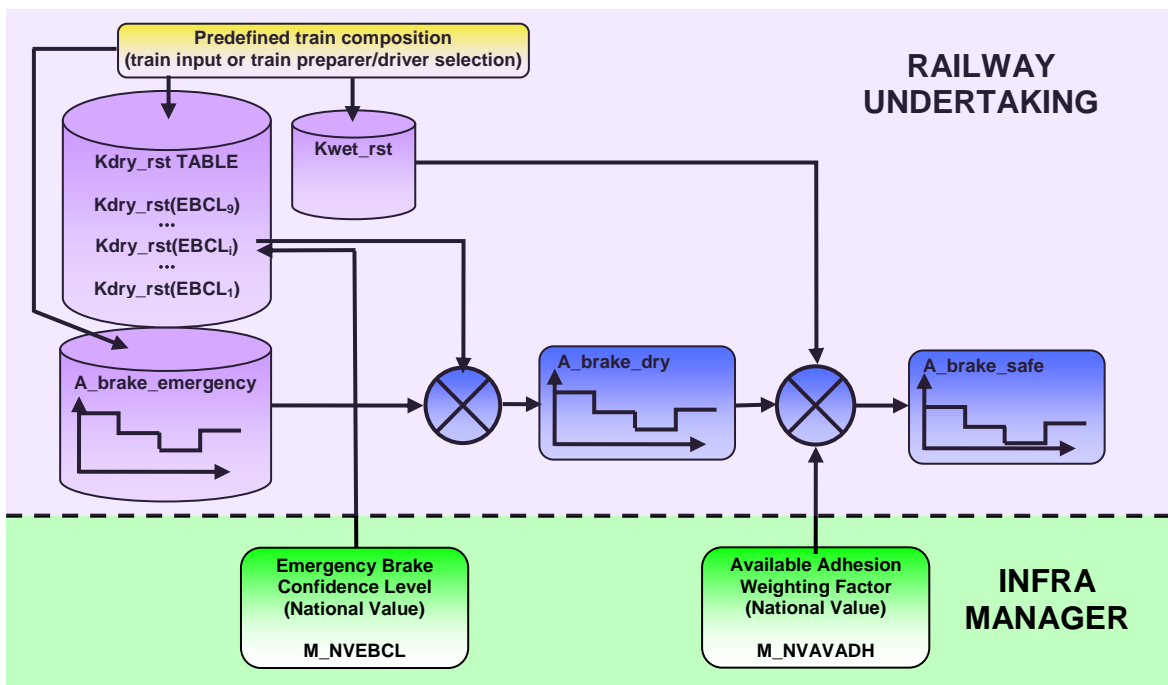 Predefined train composition
(train input or train preparer/driver selection)
RAILWAY
UNDERTAKING
Kdry_rst TABLE
Kdry_rst(EBCL₉)
...
Kdry_rst(EBCLᵢ)
...
Kdry_rst(EBCL₁)
Kwet_rst
A_brake_emergency
A_brake_dry
A_brake_safe
Emergency Brake
Confidence Level
(National Value)
M_NVEBCL
Available Adhesion
Weighting Factor
(National Value)
M_NVAVADH
INFRA
MANAGER